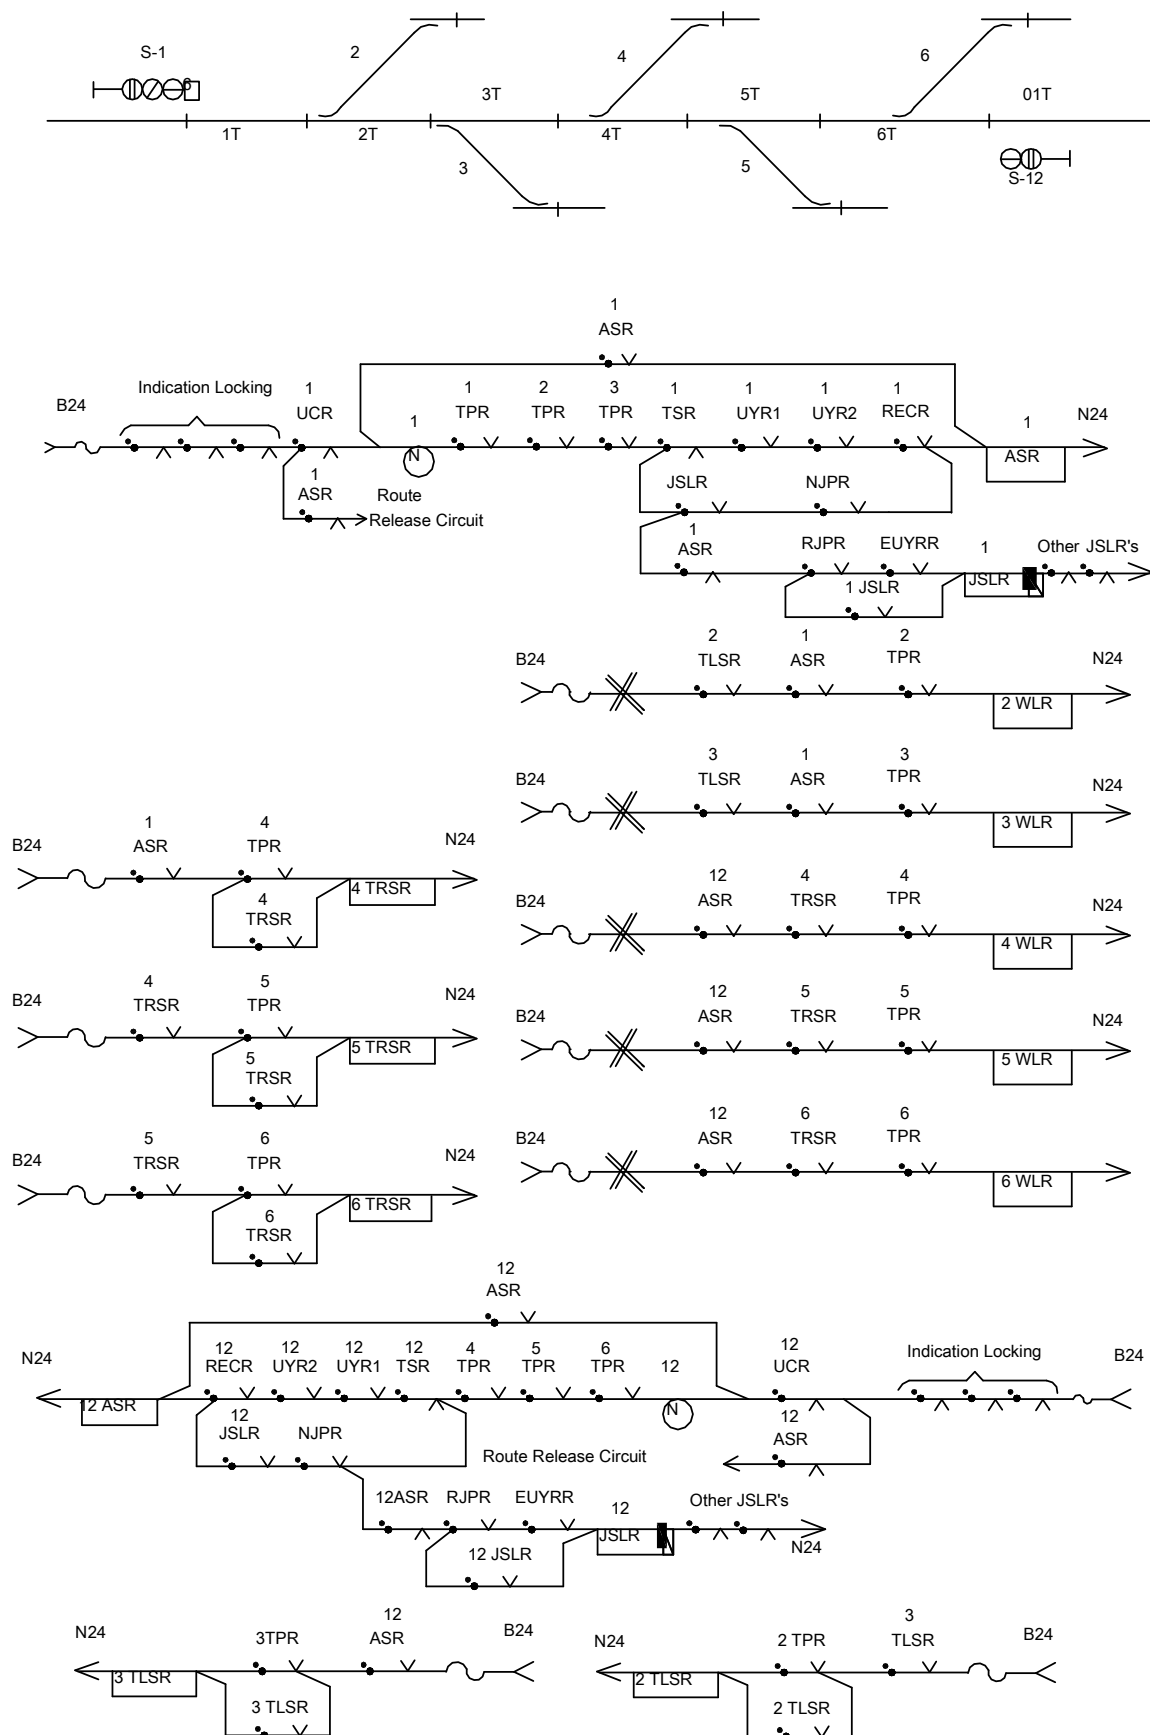 S-1
2
4
6
8
3T
5T
01T
1T
2T
4T
6T
3
5
S-12
1
ASR
Indication Locking
B24
1
UCR
1
N
1
TPR
2
TPR
3
TPR
1
TSR
1
UYR1
1
UYR2
1
RECR
1
ASR
N24
1
ASR
Route
Release Circuit
JSLR
NJPR
1
ASR
RJPR
EUYRR
1
JSLR
Other JSLR's
1 JSLR
B24
2
TLSR
1
ASR
2
TPR
2 WLR
N24
B24
3
TLSR
1
ASR
3
TPR
3 WLR
N24
B24
1
ASR
4
TPR
4 TRSR
N24
4
TRSR
B24
12
ASR
4
TRSR
4
TPR
4 WLR
N24
B24
4
TRSR
5
TPR
5 TRSR
N24
5
TRSR
B24
12
ASR
5
TRSR
5
TPR
5 WLR
N24
B24
5
TRSR
6
TPR
6 TRSR
N24
6
TRSR
B24
12
ASR
6
TRSR
6
TPR
6 WLR
N24
12
ASR
N24
12 ASR
12
RECR
12
UYR2
12
UYR1
12
TSR
4
TPR
5
TPR
6
TPR
12
N
12
UCR
Indication Locking
B24
12
JSLR
NJPR
Route Release Circuit
12
ASR
12ASR
RJPR
EUYRR
12
JSLR
Other JSLR's
N24
12 JSLR
N24
3 TLSR
3TPR
12
ASR
B24
3 TLSR
N24
2 TLSR
2 TPR
3
TLSR
B24
2 TLSR